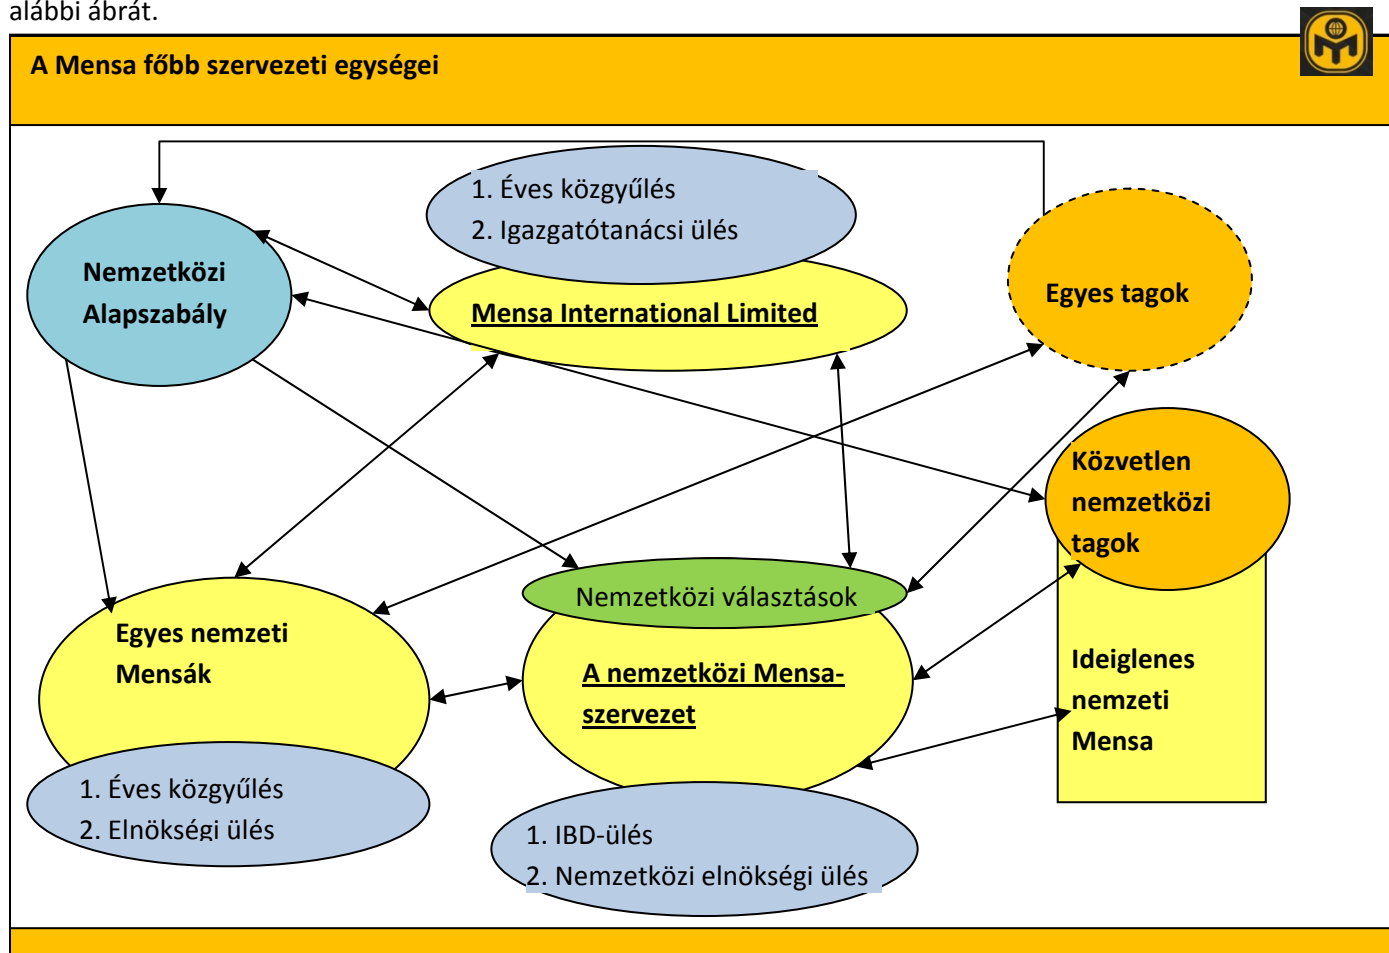 alábbi ábrát.
A Mensa főbb szervezeti egységei
1. Éves közgyűlés
2. Igazgatótanácsi ülés
Nemzetközi
Alapszabály
Mensa International Limited
Egyes tagok
Közvetlen
nemzetközi
tagok
Nemzetközi választások
Egyes nemzeti
Mensák
A nemzetközi Mensa-
szervezet
Ideiglenes
nemzeti
Mensa
1. Éves közgyűlés
2. Elnökségi ülés
1. IBD-ülés
2. Nemzetközi elnökségi ülés